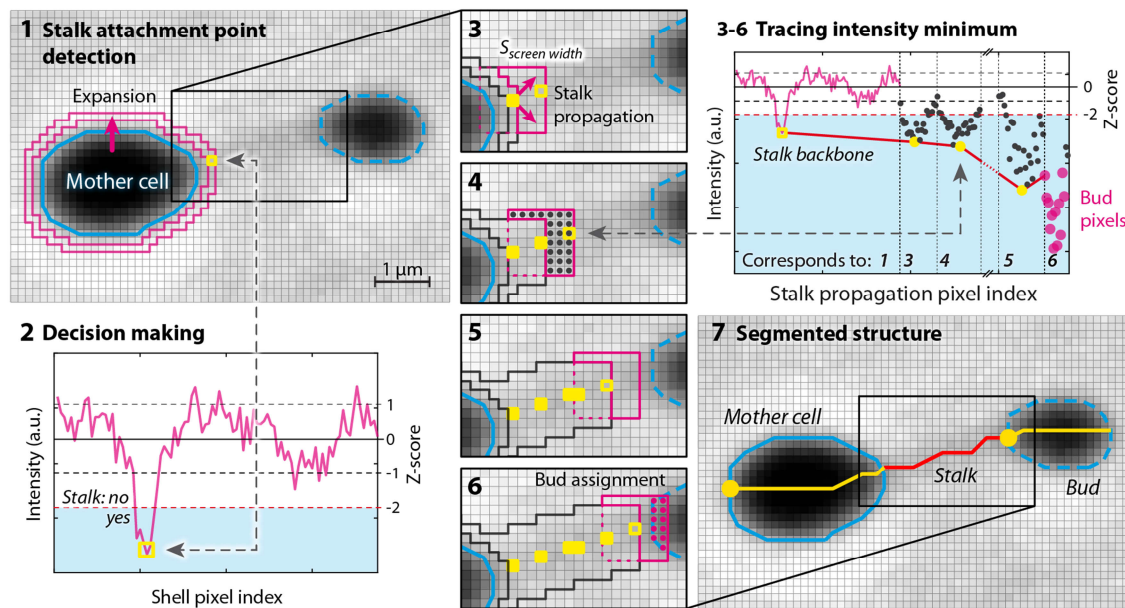 1 Stalk attachment point
detection
Expansion
Mother cell
1 µm
2 Decision making
Intensity (a.u.)
Stalk: no
yes
1
0
-1
-2
Z-score
Shell pixel index
3
S screen width
Stalk
propagation
4
5
6
Bud assignment
3-6 Tracing intensity minimum
Intensity (a.u.)
0
-2
Z-score
Stalk backbone
Bud
pixels
Corresponds to: 1 3 4 5 6
Stalk propagation pixel index
7 Segmented structure
Mother cell
Stalk
Bud